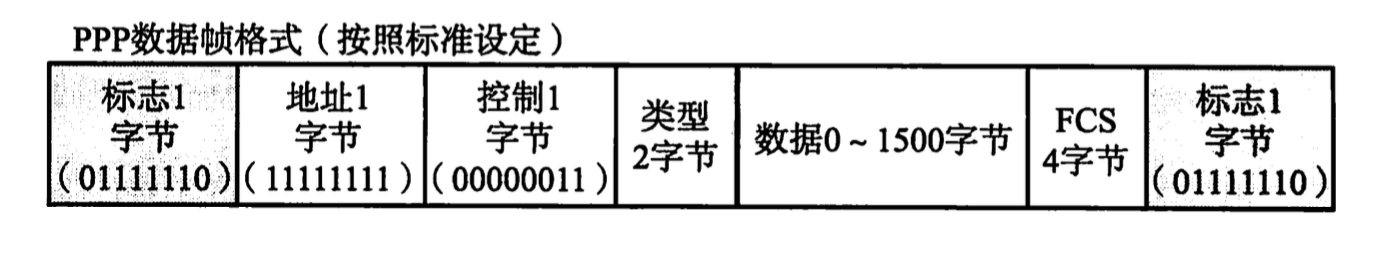 PPP数据帧格式（按照标准设定）
标志1
字节
（01111110）
地址1
字节
（11111111）
控制1
字节
（00000011）
类型
2字节
数据0～1500字节
FCS
4字节
标志1
字节
（01111110）